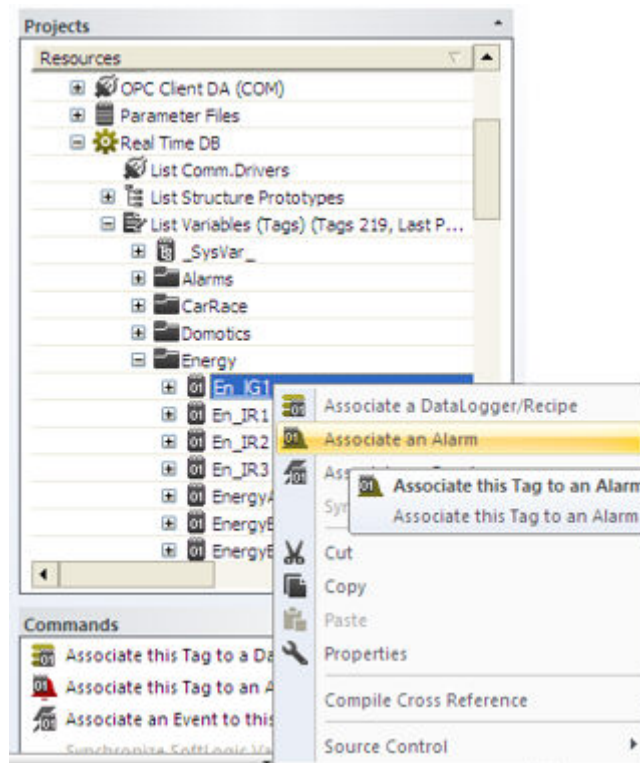 Projects
Resources
OPC Client DA (COM)
Parameter Files
Real Time DB
List Comm.Drivers
List Structure Prototypes
List Variables (Tags) (Tags 219, Last P...
_SysVar_
Alarms
CarRace
Domotics
Energy
En_IG1
Associate a DataLogger/Recipe
En_IR1
Associate an Alarm
En_IR2
En_IR3
Associate this Tag to an Alarm
Associate this Tag to an Alarm
Cut
Copy
Paste
Commands
Associate this Tag to a Da
Properties
Associate this Tag to an A
Compile Cross Reference
Associate an Event to this
Source Control